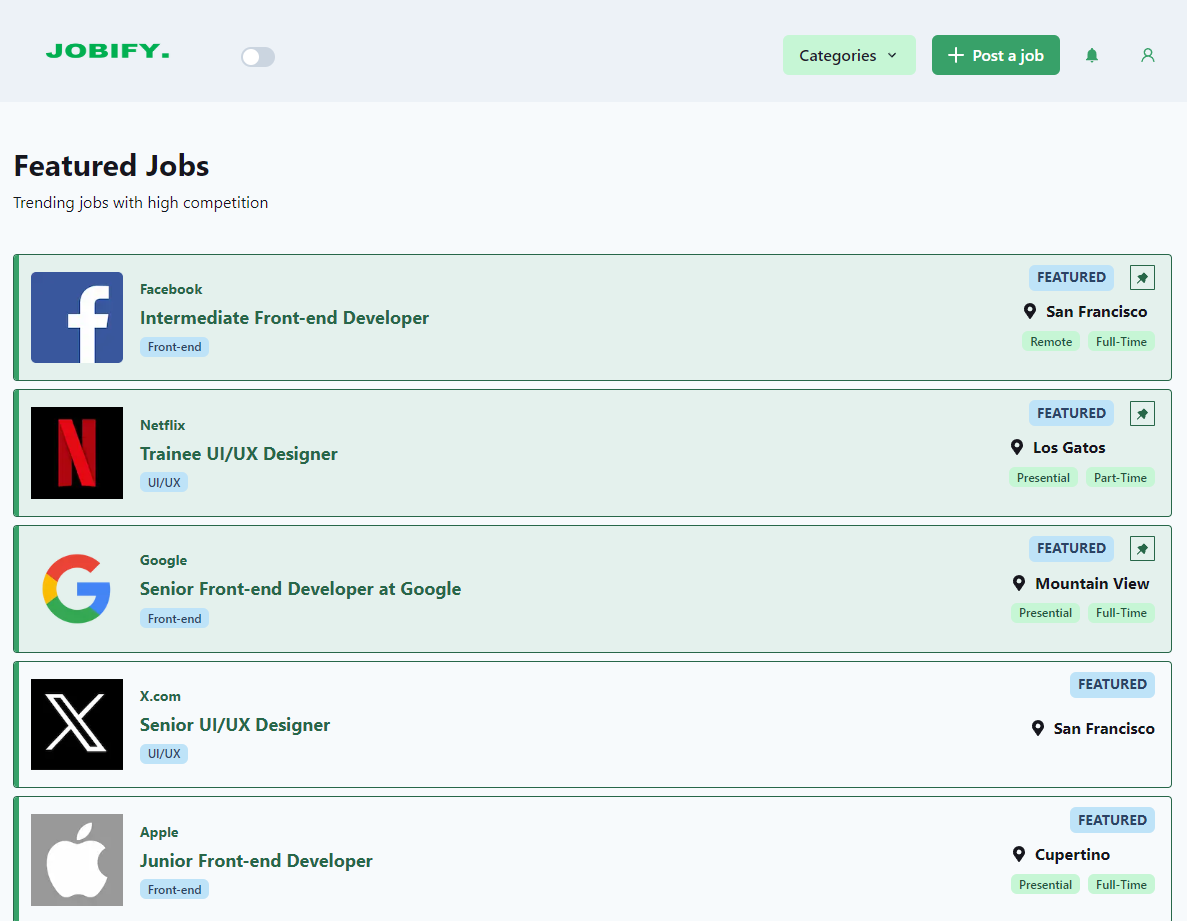 JOBIFY.
Categories
Post a job
Featured Jobs
Trending jobs with high competition
Facebook
Intermediate Front-end Developer
Front-end
FEATURED
San Francisco
Remote Full-Time
Netflix
Trainee UI/UX Designer
UI/UX
FEATURED
Los Gatos
Presential Part-Time
Google
Senior Front-end Developer at Google
Front-end
FEATURED
Mountain View
Presential Full-Time
X.com
Senior UI/UX Designer
UI/UX
FEATURED
San Francisco
Apple
Junior Front-end Developer
Front-end
FEATURED
Cupertino
Presential Full-Time